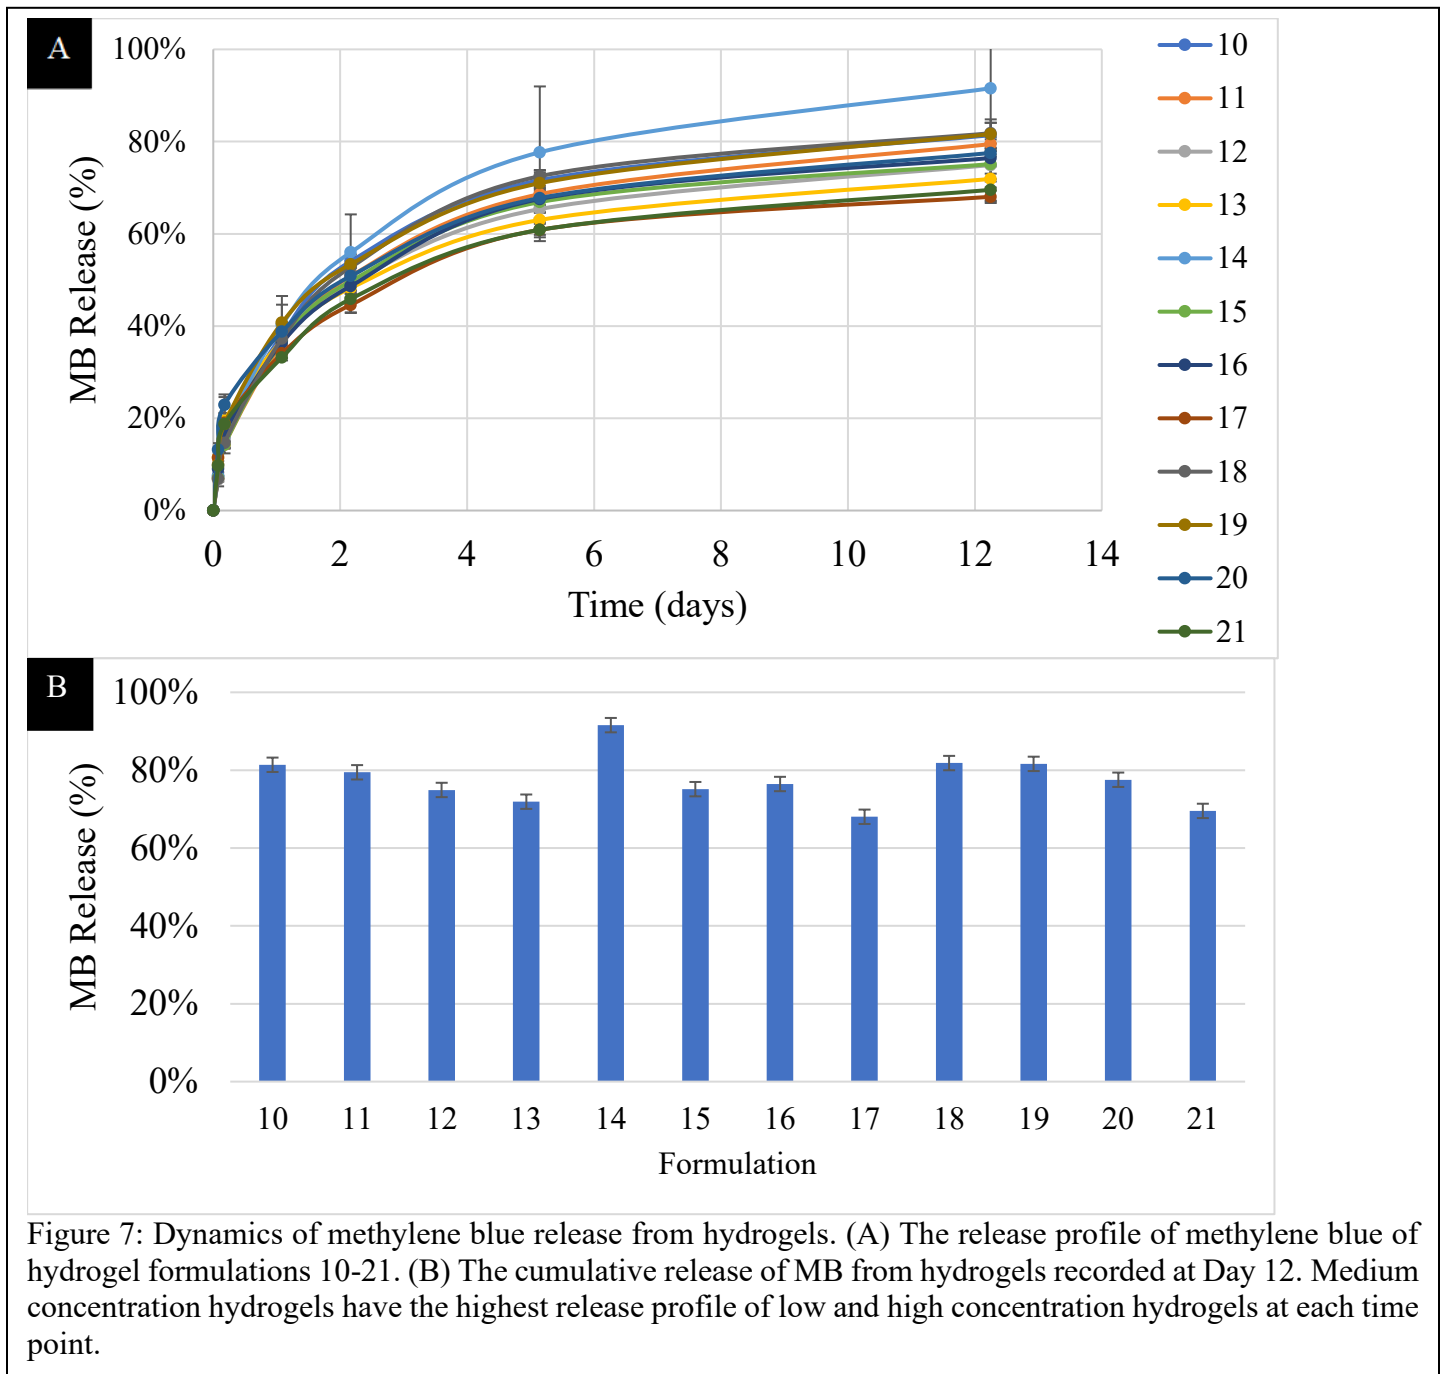 A
100%
80%
60%
40%
20%
0%
MB Release (%)
0 2 4 6 8 10 12 14
Time (days)
10
11
12
13
14
15
16
17
18
19
20
21
B
100%
80%
60%
40%
20%
0%
MB Release (%)
10 11 12 13 14 15 16 17 18 19 20 21
Formulation
Figure 7: Dynamics of methylene blue release from hydrogels. (A) The release profile of methylene blue of
hydrogel formulations 10-21. (B) The cumulative release of MB from hydrogels recorded at Day 12. Medium
concentration hydrogels have the highest release profile of low and high concentration hydrogels at each time
point.